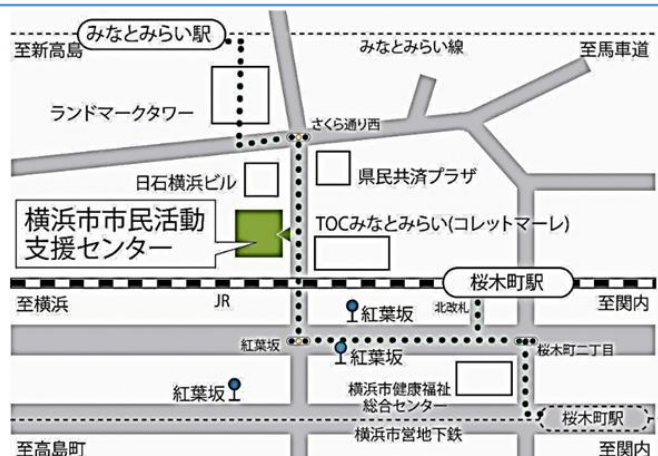 みなとみらい駅
至新高島
みなとみらい線
至馬車道
ランドマークタワー
さくら通り西
日石横浜ビル
県民共済プラザ
横浜市市民活動
支援センター
TOCみなとみらい(コレットマーレ)
桜木町駅
至横浜
JR
至関内
北改札
紅葉坂
紅葉坂
紅葉坂
桜木町二丁目
紅葉坂
横浜市健康福祉
総合センター
桜木町駅
横浜市営地下鉄
至高島町
至関内